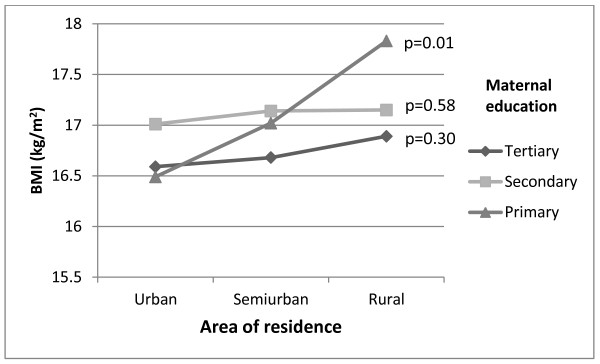 18
17.5
17
16.5
16
15.5
BMI (kg/m²)
p=0.01
p=0.58
p=0.30
Urban
Semiurban
Rural
Area of residence
Maternal
education
Tertiary
Secondary
Primary